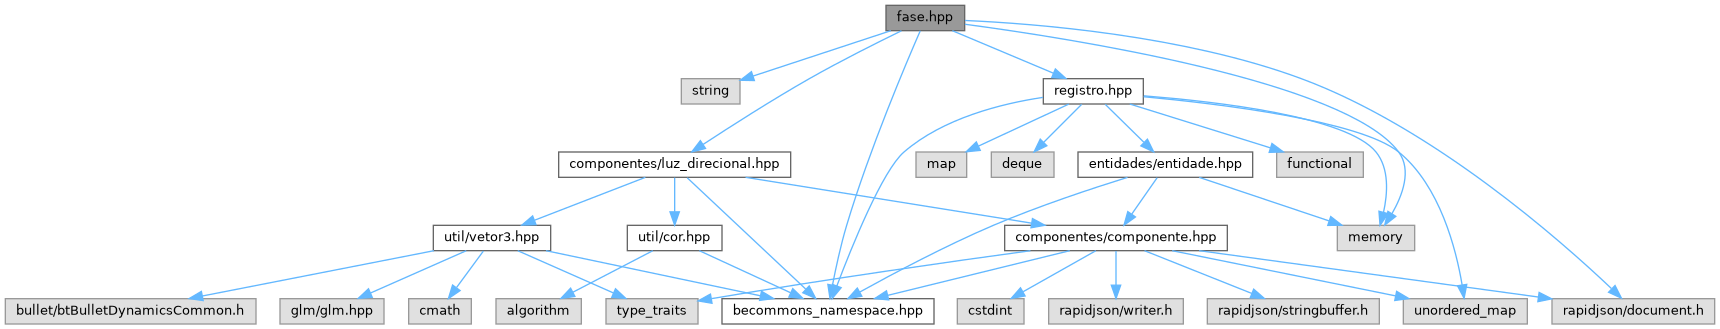 fase.hpp
string
registro.hpp
componentes/luz_direcional.hpp
map
deque
entidades/entidade.hpp
functional
util/vetor3.hpp
util/cor.hpp
componentes/componente.hpp
memory
bullet/btBulletDynamicsCommon.h
glm/glm.hpp
cmath
algorithm
type_traits
becommons_namespace.hpp
cstdint
rapidjson/writer.h
rapidjson/stringbuffer.h
unordered_map
rapidjson/document.h